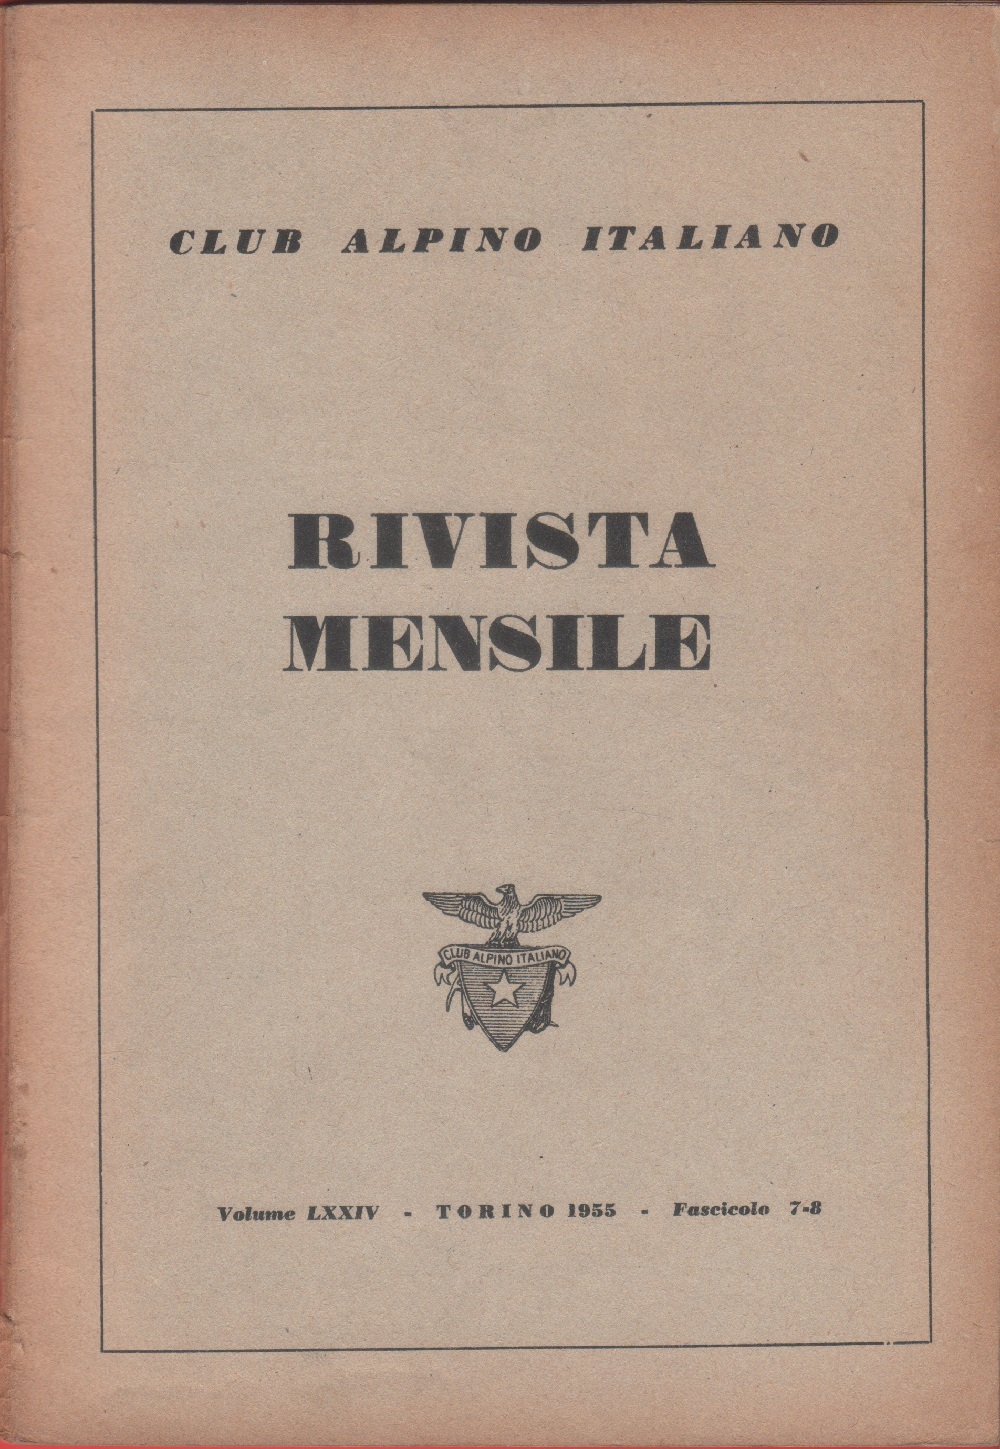 CLUB ALPINO ITALIANO
RIVISTA
MENSILE
CLUB ALPINO ITALIANO
Volume LXXIV - TORINO 1955 - Fascicolo 7-8